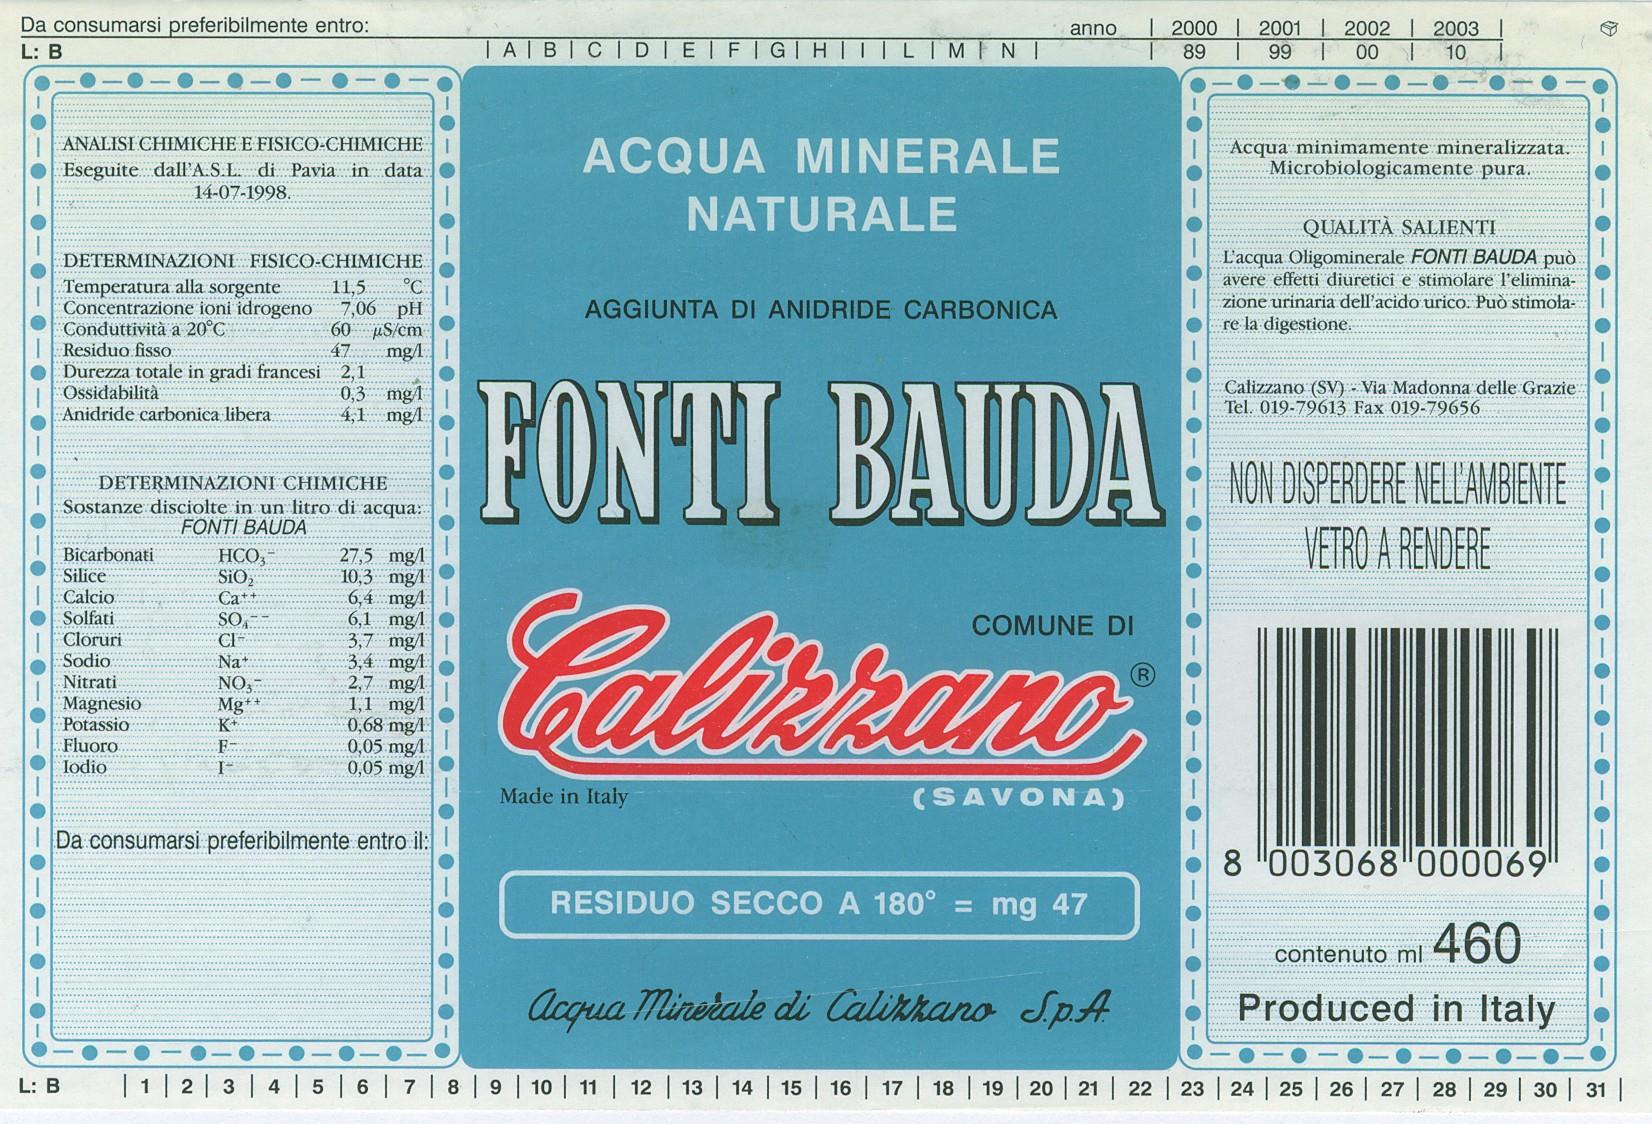 Da consumarsi preferibilmente entro:
anno | 2000 | 2001 | 2002 | 2003 |
L: B
| A | B | C | D | E | F | G | H | I | L | M | N |
89 | 99 | 00 | 10 |
ANALISI CHIMICHE E FISICO-CHIMICHE
Eseguite dall'A.S.L. di Pavia in data
14-07-1998.
DETERMINAZIONI FISICO-CHIMICHE
Temperatura alla sorgente 11,5 °C
Concentrazione ioni idrogeno 7,06 pH
Conduttività a 20°C 60 µS/cm
Residuo fisso 47 mg/l
Durezza totale in gradi francesi 2,1
Ossidabilità 0,3 mg/l
Anidride carbonica libera 4,1 mg/l
DETERMINAZIONI CHIMICHE
Sostanze disciolte in un litro di acqua:
FONTI BAUDA
Bicarbonati HCO₃⁻ 27,5 mg/l
Silice SiO₂ 10,3 mg/l
Calcio Ca⁺⁺ 6,4 mg/l
Solfati SO₄⁻⁻ 6,1 mg/l
Cloruri Cl⁻ 3,7 mg/l
Sodio Na⁺ 3,4 mg/l
Nitrati NO₃⁻ 2,7 mg/l
Magnesio Mg⁺⁺ 1,1 mg/l
Potassio K⁺ 0,68 mg/l
Fluoro F⁻ 0,05 mg/l
Iodio I⁻ 0,05 mg/l
Da consumarsi preferibilmente entro il:
ACQUA MINERALE
NATURALE
AGGIUNTA DI ANIDRIDE CARBONICA
FONTI BAUDA
COMUNE DI
Calizzano ®
Made in Italy
(SAVONA)
RESIDUO SECCO A 180° = mg 47
Acqua Minerale di Calizzano S.p.A.
Acqua minimamente mineralizzata.
Microbiologicamente pura.
QUALITÀ SALIENTI
L'acqua Oligominerale FONTI BAUDA può
avere effetti diuretici e stimolare l'elimina-
zione urinaria dell'acido urico. Può stimola-
re la digestione.
Calizzano (SV) - Via Madonna delle Grazie
Tel. 019-79613 Fax 019-79656
NON DISPERDERE NELL'AMBIENTE
VETRO A RENDERE
8 003068 000069
contenuto ml 460
Produced in Italy
L: B | 1 | 2 | 3 | 4 | 5 | 6 | 7 | 8 | 9 | 10 | 11 | 12 | 13 | 14 | 15 | 16 | 17 | 18 | 19 | 20 | 21 | 22 | 23 | 24 | 25 | 26 | 27 | 28 | 29 | 30 | 31 |